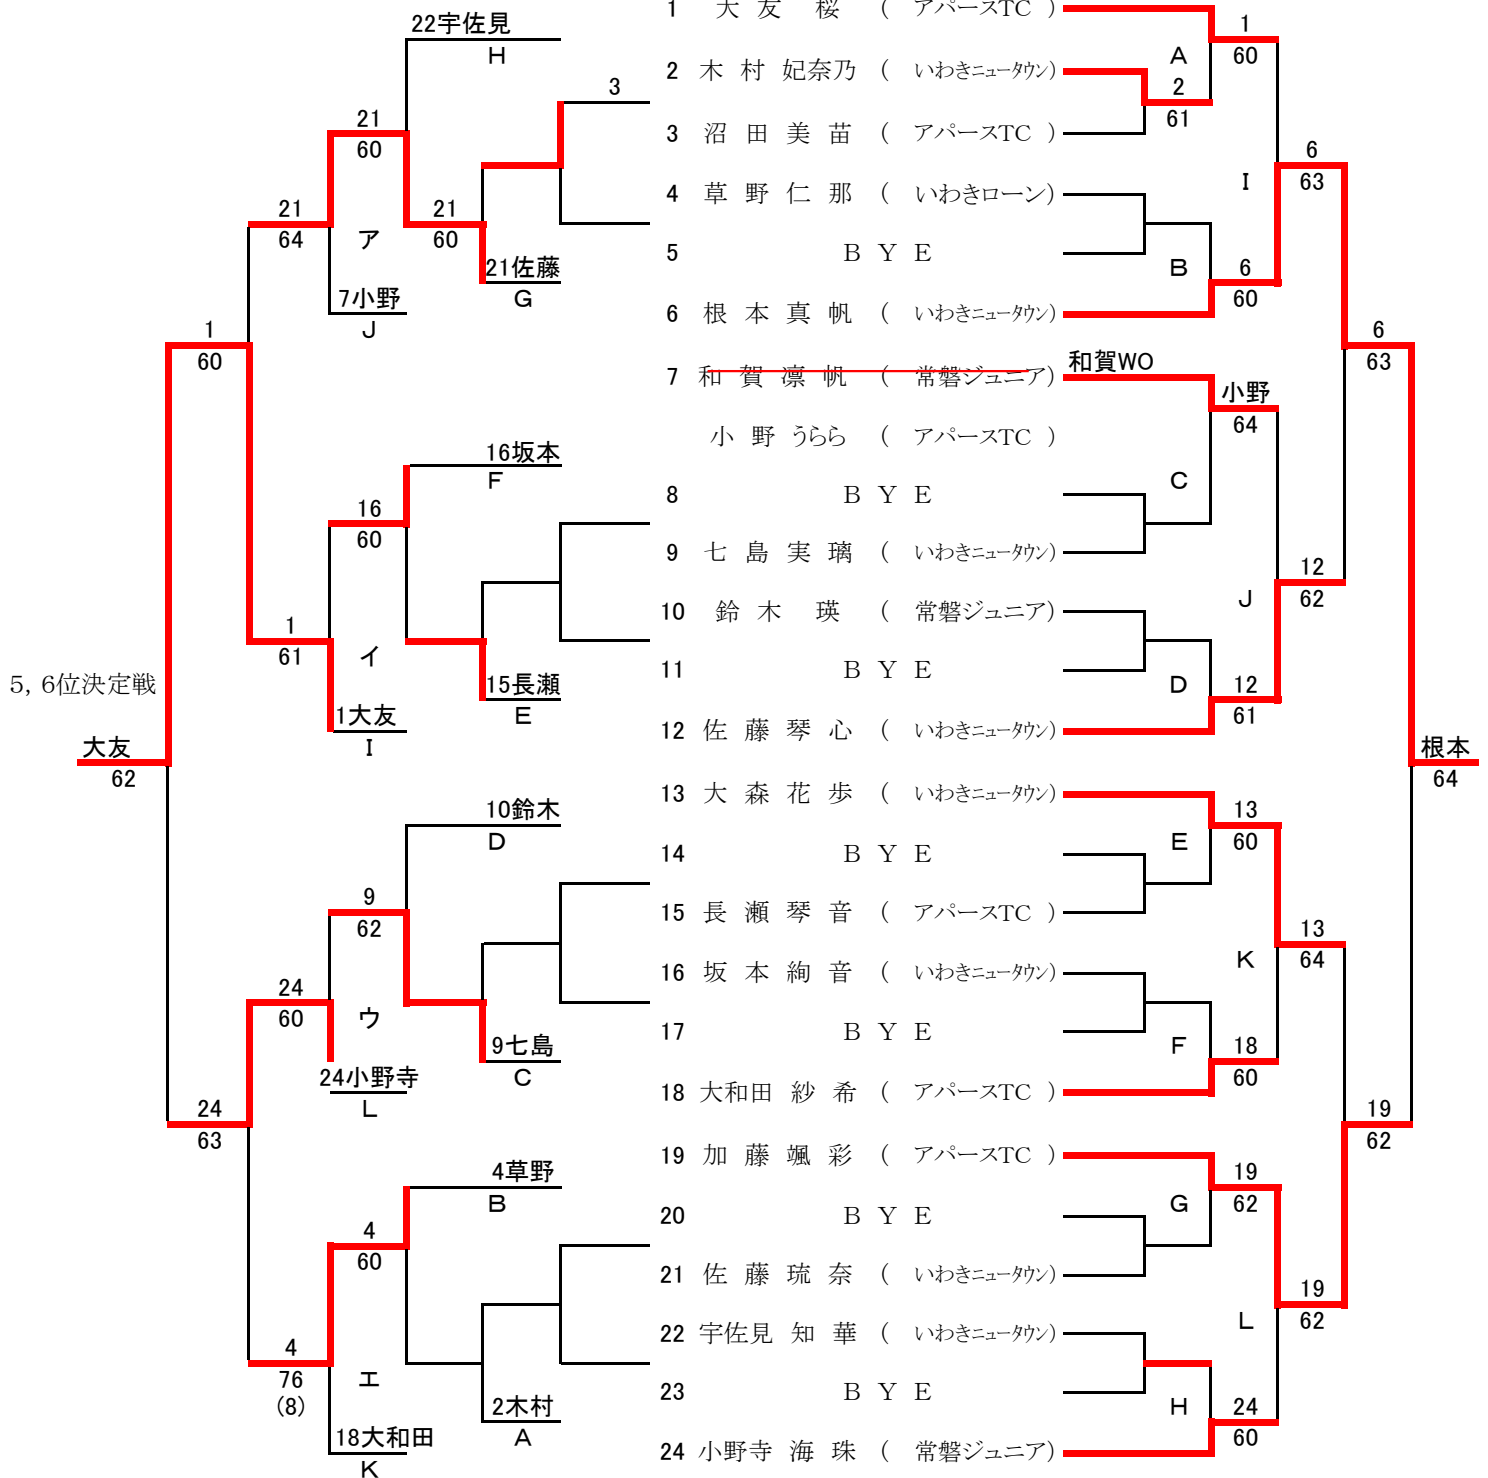 1 大 友 桜 ( アパースTC )
2 木 村 妃奈乃 ( いわきニュータウン)
3 沼 田 美 苗 ( アパースTC )
4 草 野 仁 那 ( いわきローン)
5 B Y E
6 根 本 真 帆 ( いわきニュータウン)
7 和 賀 凛 帆 ( 常磐ジュニア) 和賀WO
小 野 うらら ( アパースTC )
8 B Y E
9 七 島 実 璃 ( いわきニュータウン)
10 鈴 木 瑛 ( 常磐ジュニア)
11 B Y E
12 佐 藤 琴 心 ( いわきニュータウン)
13 大 森 花 歩 ( いわきニュータウン)
14 B Y E
15 長 瀬 琴 音 ( アパースTC )
16 坂 本 絢 音 ( いわきニュータウン)
17 B Y E
18 大和田 紗 希 ( アパースTC )
19 加 藤 颯 彩 ( アパースTC )
20 B Y E
21 佐 藤 琉 奈 ( いわきニュータウン)
22 宇佐見 知 華 ( いわきニュータウン)
23 B Y E
24 小野寺 海 珠 ( 常磐ジュニア)
22宇佐見
H
3
21
60
21
60
21
64
ア
21佐藤
G
7小野
J
1
60
16坂本
F
16
60
1
61
イ
15長瀬
E
1大友
I
5, 6位決定戦
大友
62
10鈴木
D
9
62
24
60
ウ
9七島
C
24小野寺
L
24
63
4草野
B
4
60
4
76
(8)
エ
2木村
A
18大和田
K
A
1
60
2
61
I
6
63
B
6
60
6
63
小野
64
C
J
12
62
D
12
61
根本
64
E
13
60
K
13
64
F
18
60
19
62
G
19
62
L
19
62
H
24
60